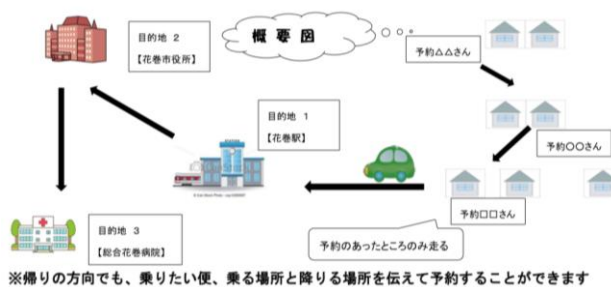 概要図
予約△△さん
目的地 2
【花巻市役所】
予約〇〇さん
目的地 1
【花巻駅】
STATION
予約□□さん
目的地 3
【総合花巻病院】
予約のあったところのみ走る
※帰りの方向でも、乗りたい便、乗る場所と降りる場所を伝えて予約することができます